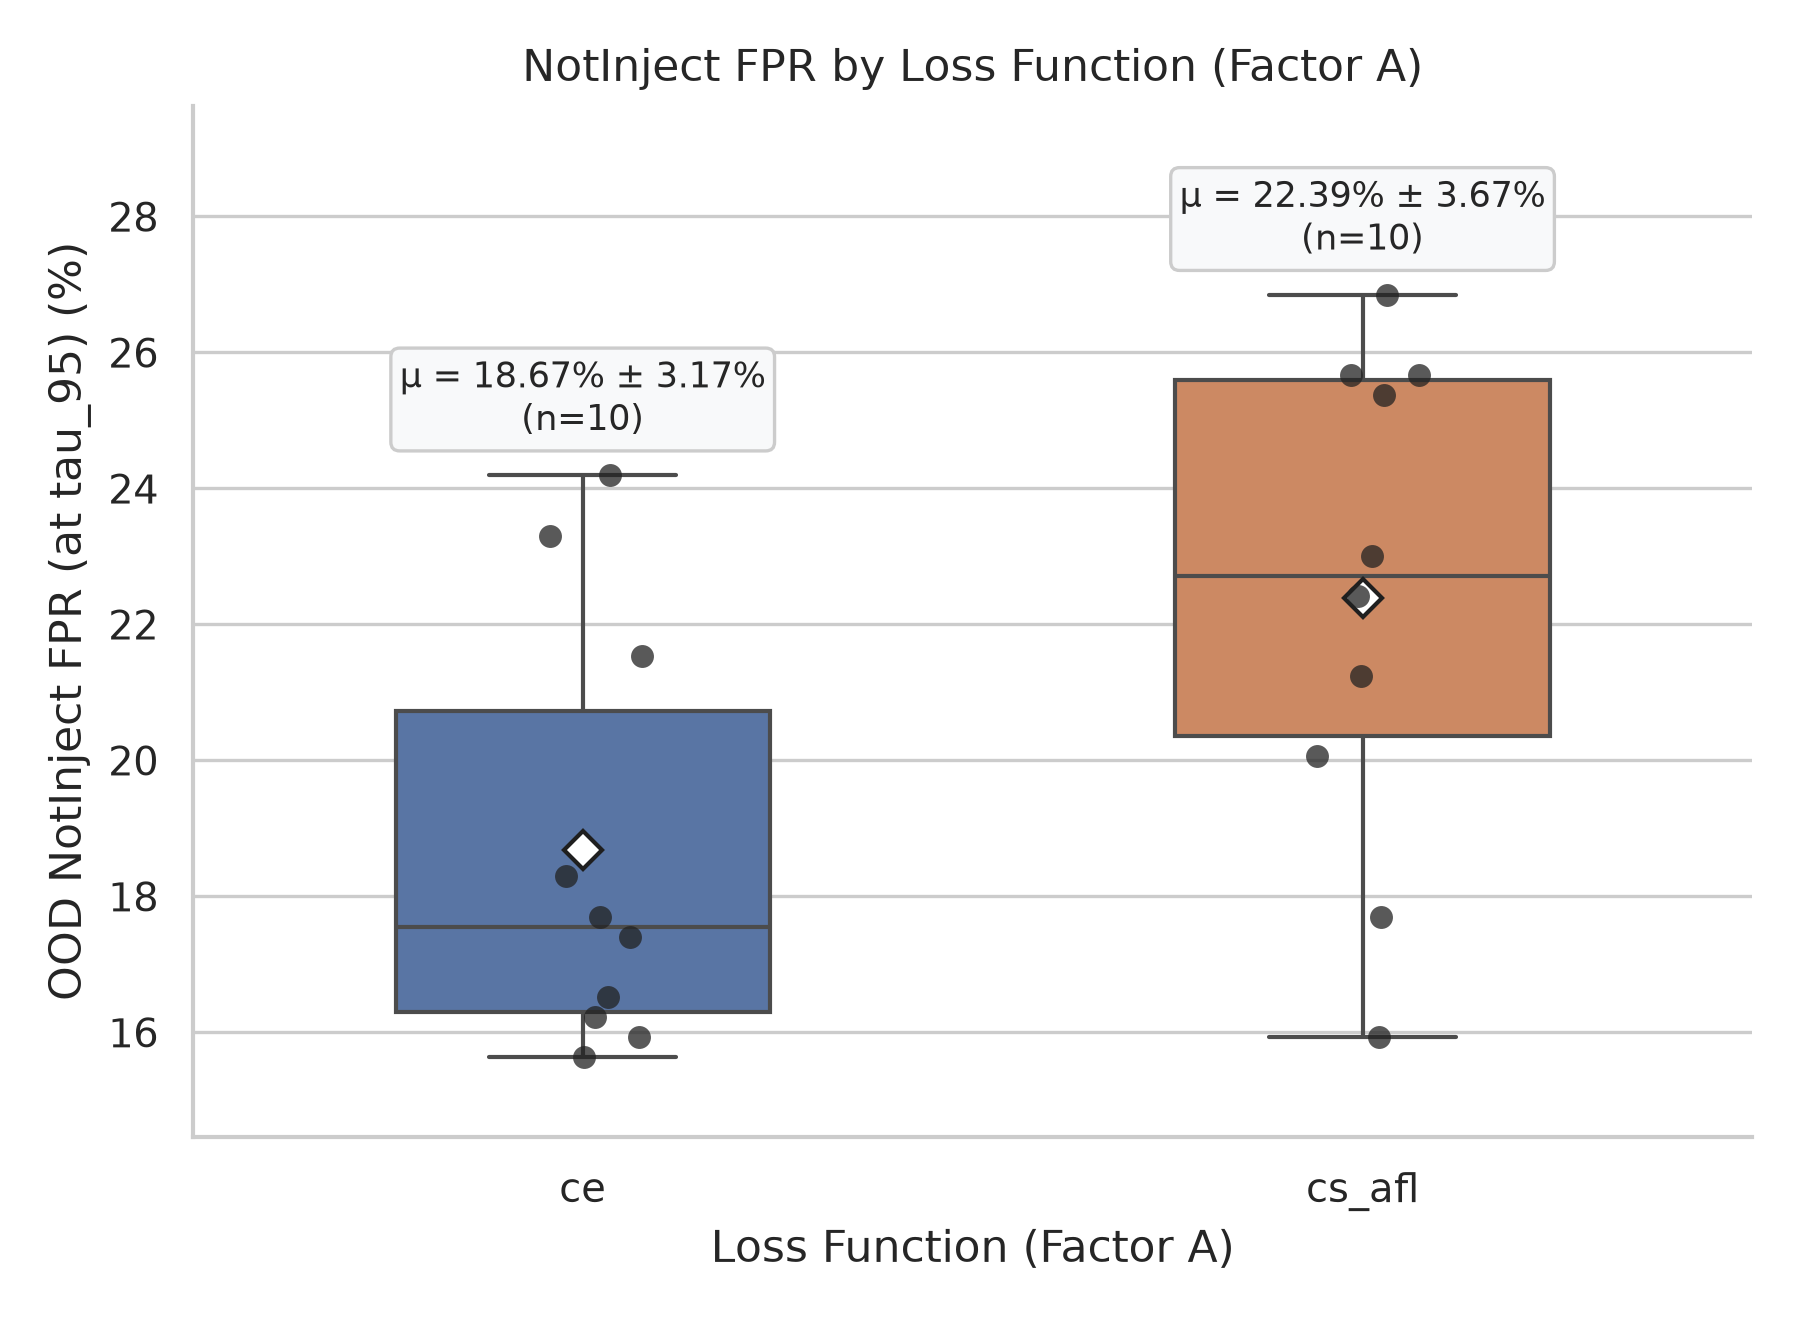 NotInject FPR by Loss Function (Factor A)
OOD NotInject FPR (at tau_95) (%)
28
26
24
22
20
18
16
μ = 18.67% ± 3.17%
(n=10)
μ = 22.39% ± 3.67%
(n=10)
ce
cs_afl
Loss Function (Factor A)